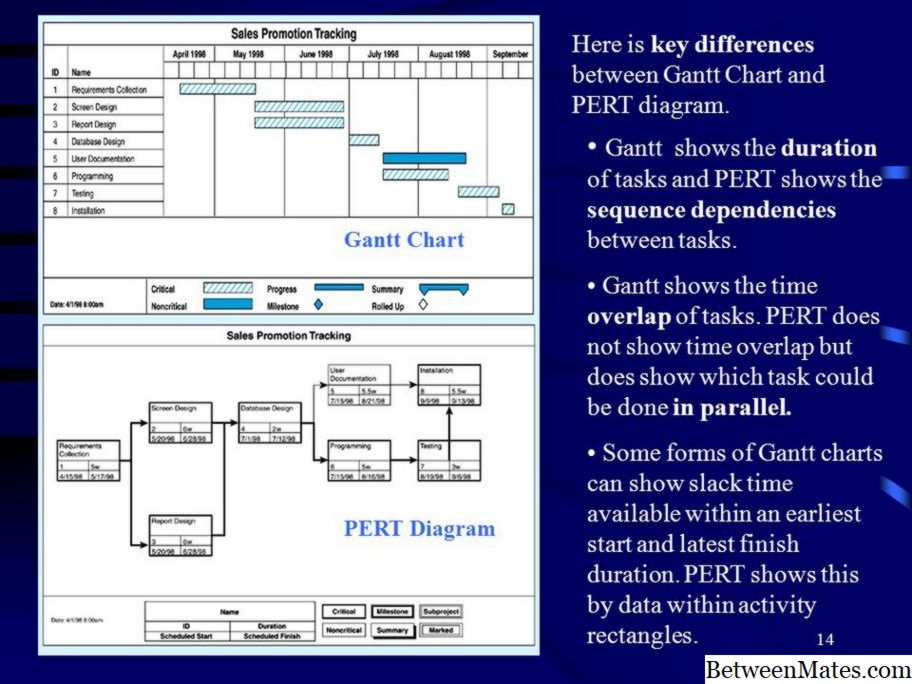 Sales Promotion Tracking
April 1998 May 1998 June 1998 July 1998 August 1998 September
ID Name
1 Requirements Collection
2 Screen Design
3 Report Design
4 Database Design
5 User Documentation
6 Programming
7 Testing
8 Installation
Gantt Chart
Critical Progress Summary
Date: 4/1/98 8:00am Noncritical Milestone Rolled Up
Sales Promotion Tracking
User
Documentation
5 5.5w
7/15/98 8/21/98
Installation
8 5.5w
9/9/98 9/13/98
Screen Design
2 6w
5/20/98 6/28/98
Database Design
4 2w
7/1/98 7/12/98
Requirements
Collection
1 5w
4/15/98 5/17/98
Programming
6 5w
7/15/98 8/16/98
Testing
7 3w
8/19/98 9/6/98
Report Design
3 6w
5/20/98 6/28/98
PERT Diagram
Date: 4/1/98 8:00am
Name
ID Duration
Scheduled Start Scheduled Finish
Critical Milestone Subproject
Noncritical Summary Marked
Here is key differences
between Gantt Chart and
PERT diagram.
• Gantt shows the duration
of tasks and PERT shows the
sequence dependencies
between tasks.
• Gantt shows the time
overlap of tasks. PERT does
not show time overlap but
does show which task could
be done in parallel.
• Some forms of Gantt charts
can show slack time
available within an earliest
start and latest finish
duration. PERT shows this
by data within activity
rectangles.
14
BetweenMates.com